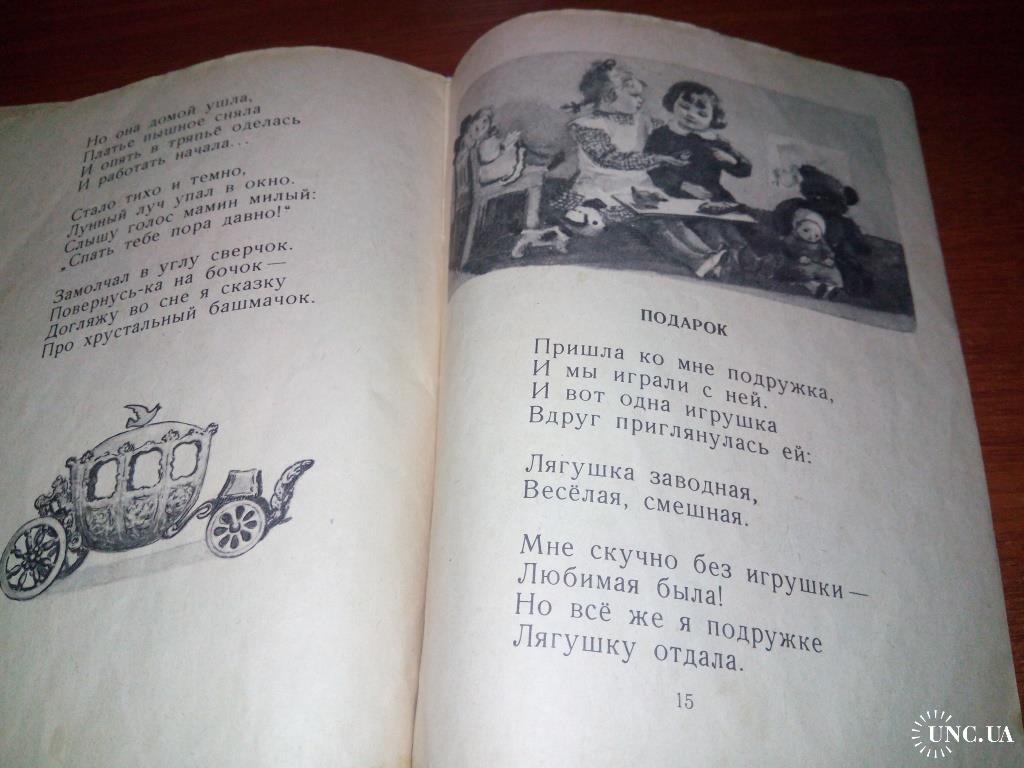 Но она домой ушла,
Платье пышное сняла
И опять в тряпьё оделась
И работать начала...
Стало тихо и темно,
Лунный луч упал в окно.
Слышу голос мамин милый:
„Спать тебе пора давно!“
Замолчал в углу сверчок.
Повернусь-ка на бочок—
Догляжу во сне я сказку
Про хрустальный башмачок.
ПОДАРОК
Пришла ко мне подружка,
И мы играли с ней.
И вот одна игрушка
Вдруг приглянулась ей:
Лягушка заводная,
Весёлая, смешная.
Мне скучно без игрушки—
Любимая была!
Но всё же я подружке
Лягушку отдала.
15
UNC.UA